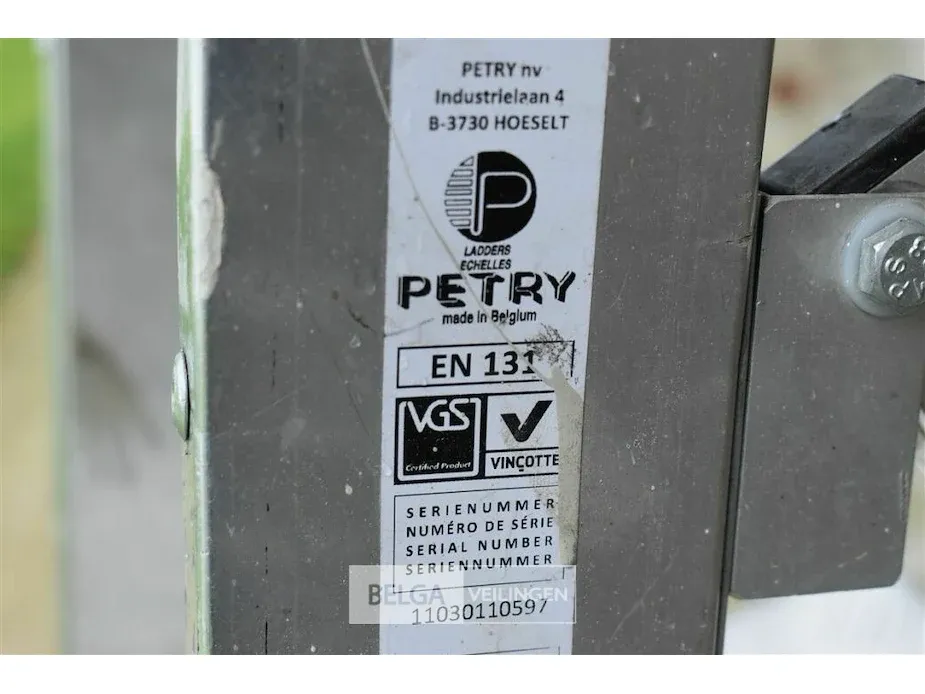 PETRY nv
Industrielaan 4
B-3730 HOESELT
P
LADDERS
ECHELLES
PETRY
made in Belgium
EN 131
VGS
Certified Product
VINÇOTTE
SERIENUMMER
NUMÉRO DE SÉRIE
SERIAL NUMBER
SERIENNUMMER
BELGA VEILINGEN
11030110597